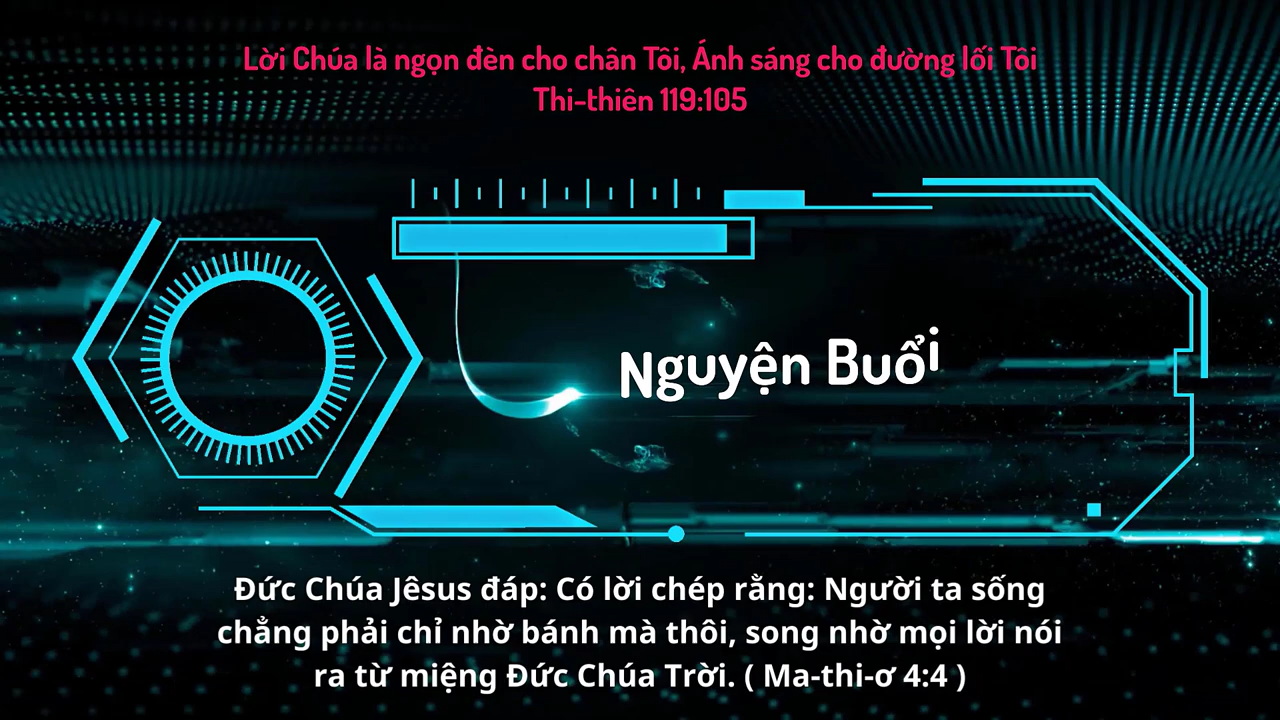 Lời Chúa là ngọn đèn cho chân Tôi, Ánh sáng cho đường lối Tôi
Thi-thiên 119:105
Nguyện Buổi
Đức Chúa Jêsus đáp: Có lời chép rằng: Người ta sống
chẳng phải chỉ nhờ bánh mà thôi, song nhờ mọi lời nói
ra từ miệng Đức Chúa Trời. ( Ma-thi-ơ 4:4 )